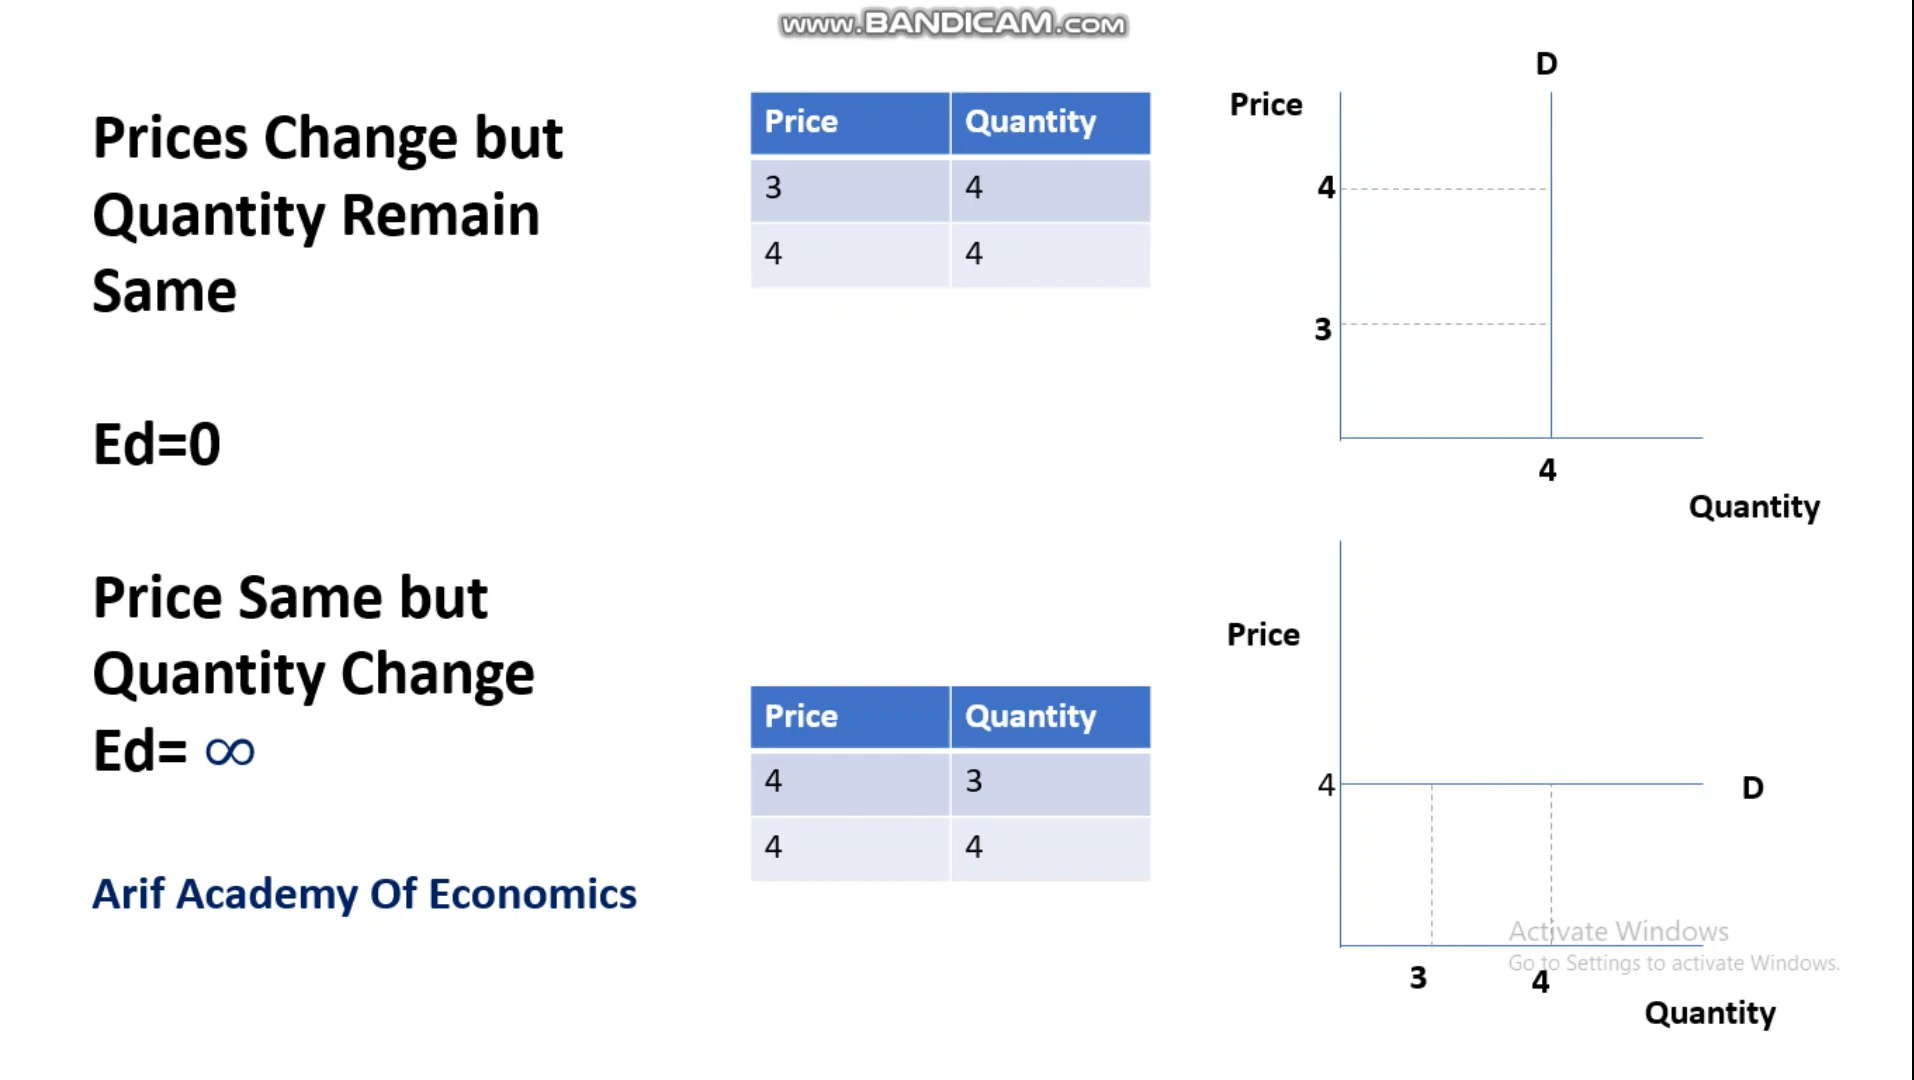 www.BANDICAM.com
Prices Change but
Quantity Remain
Same
Ed=0
Price Same but
Quantity Change
Ed= ∞
Arif Academy Of Economics
Price Quantity
3 4
4 4
Price Quantity
4 3
4 4
D
Price
4
3
4
Quantity
Price
4
D
3
4
Quantity
Activate Windows
Go to Settings to activate Windows.